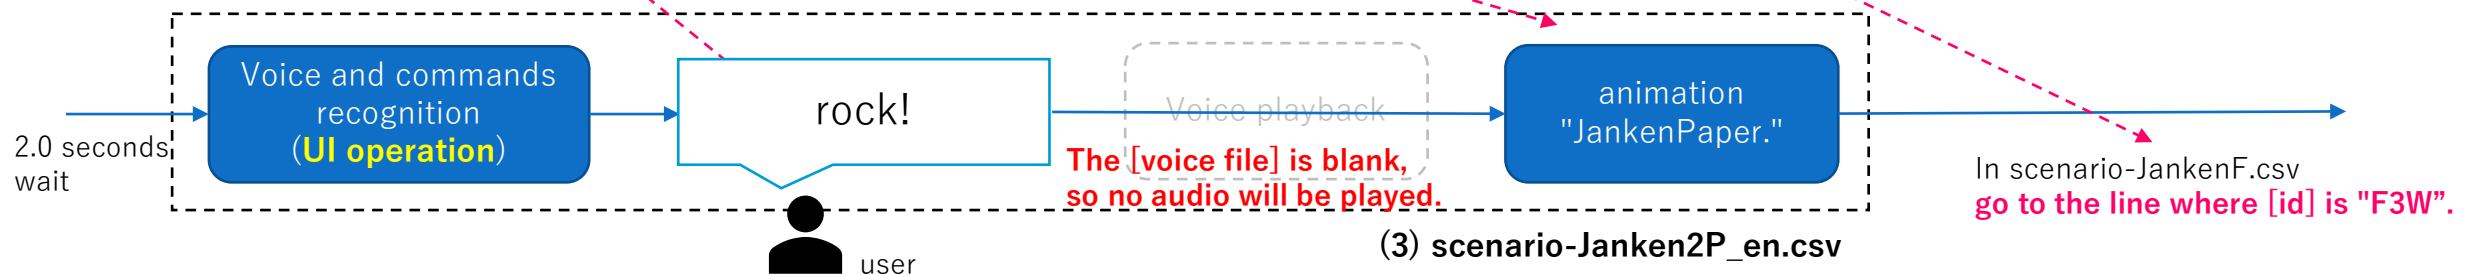 2.0 seconds
wait
Voice and commands
recognition
(UI operation)
rock!
user
Voice playback
The [voice file] is blank,
so no audio will be played.
animation
"JankenPaper."
(3) scenario-Janken2P_en.csv
In scenario-JankenF.csv
go to the line where [id] is "F3W”.